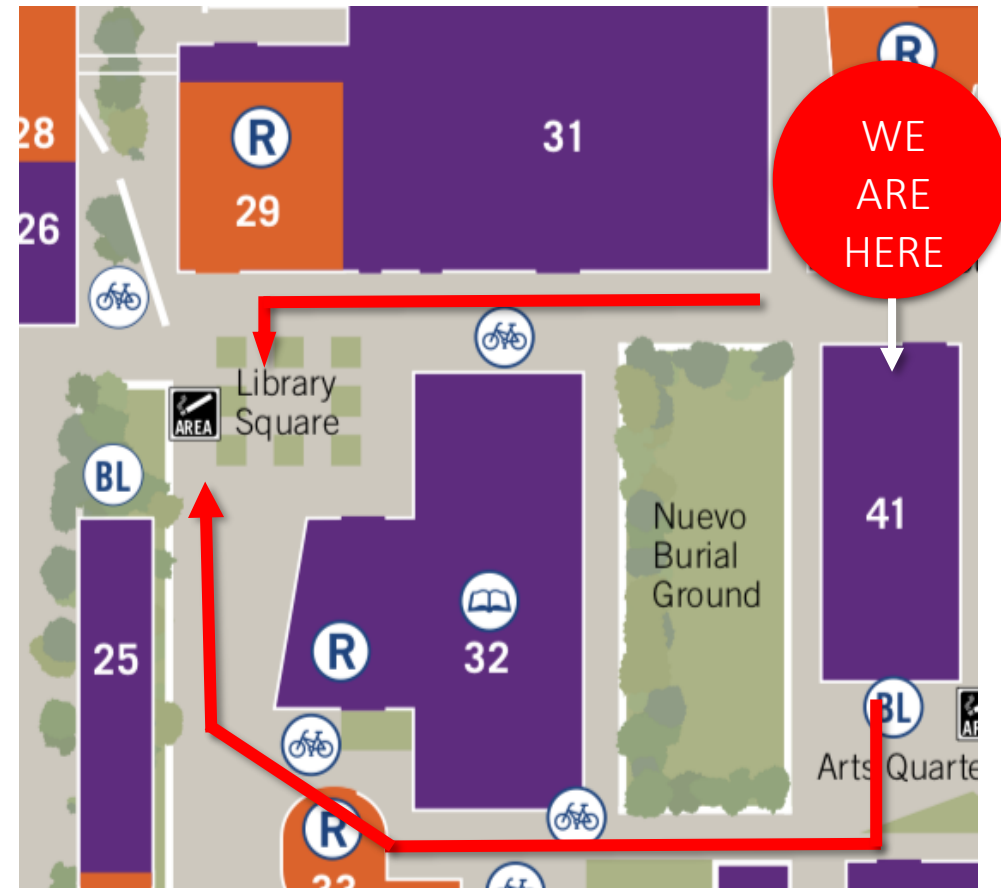 R
WE
ARE
HERE
28
R
31
29
26
Library
Square
AREA
BL
41
Nuevo
Burial
Ground
25
R
32
BL
Arts Quarte
R
33